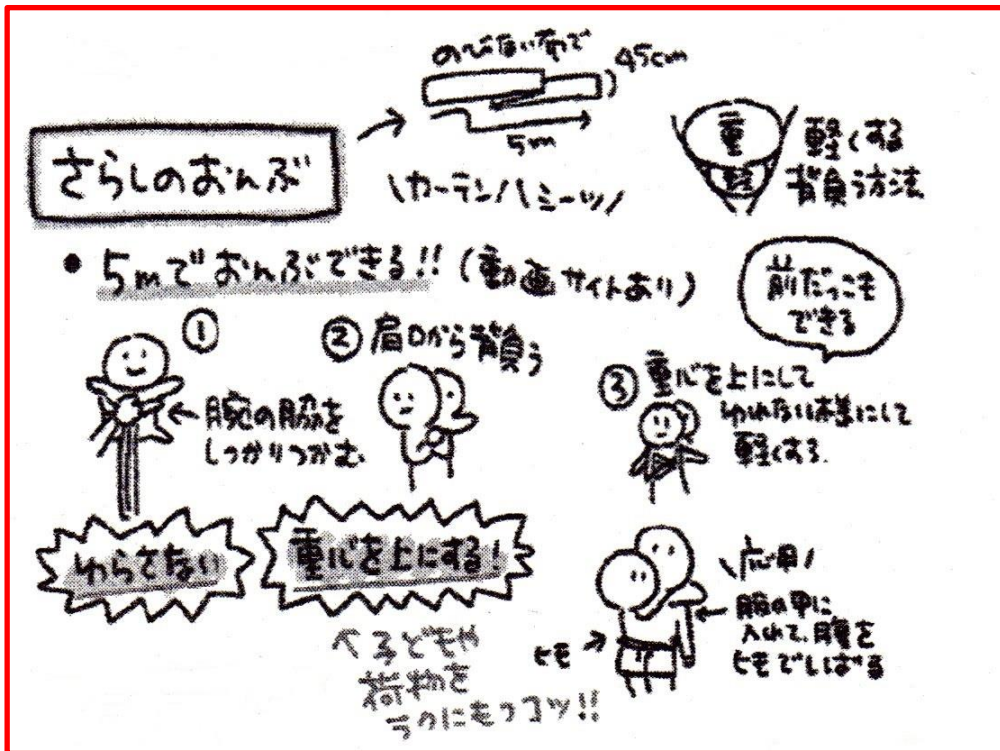 のびない布で
45cm
5m
さらしのおんぶ
\カーテン/\シーツ/
重
軽
軽くする
背負う方法
• 5mでおんぶできる!!(動画サイトあり)
前だっこも
できる
①
←腕の脇を
しっかりつかむ、
② 肩口から背負う
③ 重心を上にして
ゆれない様にして
軽くする.
ゆらさない
重心を上にする!
子どもや
荷物を
ラクにもつコツ!!
\応用/
服の中に
入れて、腹を
ヒモでしばる
ヒモ